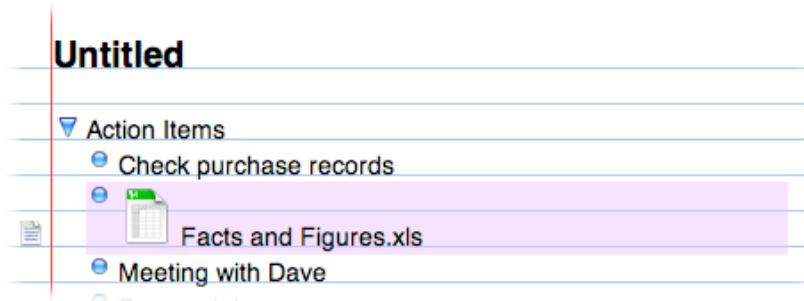 Untitled
Action Items
Check purchase records
Facts and Figures.xls
Meeting with Dave